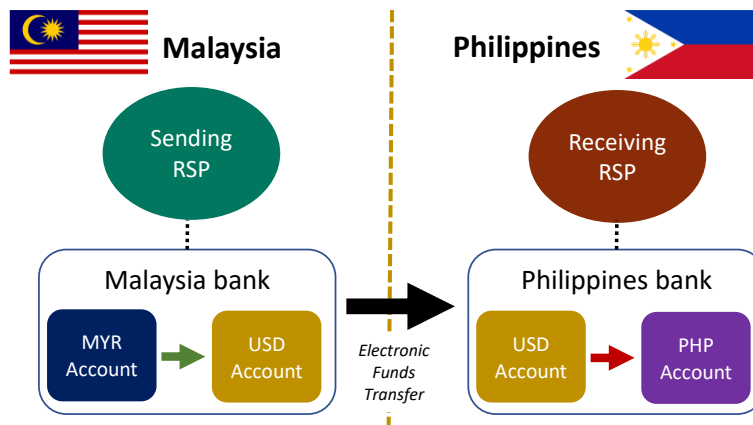 Malaysia
Philippines
Sending
RSP
Receiving
RSP
Malaysia bank
Philippines bank
MYR
Account
USD
Account
Electronic
Funds
Transfer
USD
Account
PHP
Account